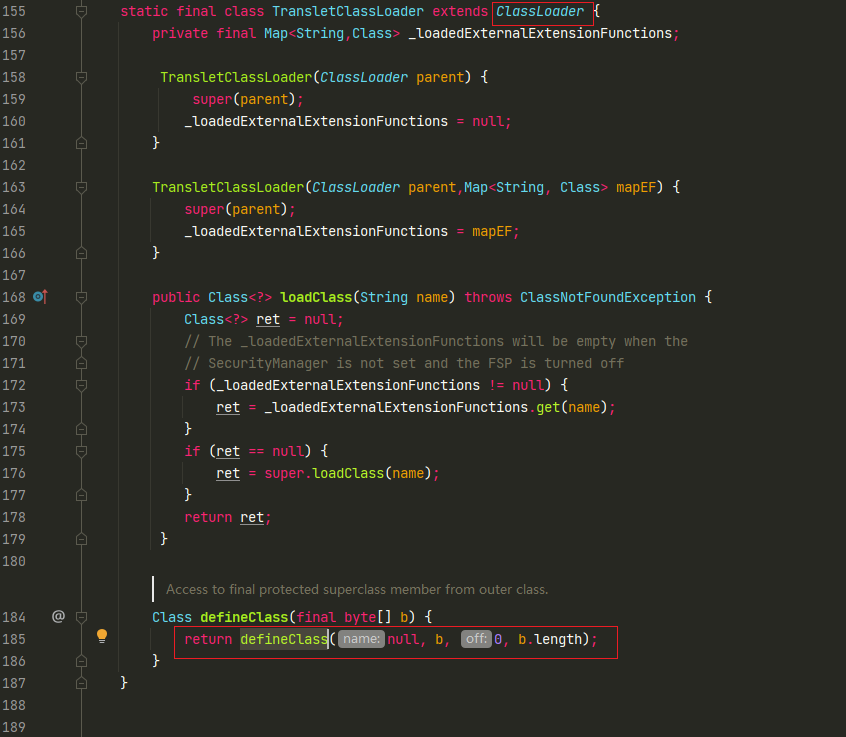 155 static final class TransletClassLoader extends ClassLoader {
156 private final Map<String,Class> _loadedExternalExtensionFunctions;
157
158 TransletClassLoader(ClassLoader parent) {
159 super(parent);
160 _loadedExternalExtensionFunctions = null;
161 }
162
163 TransletClassLoader(ClassLoader parent,Map<String, Class> mapEF) {
164 super(parent);
165 _loadedExternalExtensionFunctions = mapEF;
166 }
167
168 public Class<?> loadClass(String name) throws ClassNotFoundException {
169 Class<?> ret = null;
170 // The _loadedExternalExtensionFunctions will be empty when the
171 // SecurityManager is not set and the FSP is turned off
172 if (_loadedExternalExtensionFunctions != null) {
173 ret = _loadedExternalExtensionFunctions.get(name);
174 }
175 if (ret == null) {
176 ret = super.loadClass(name);
177 }
178 return ret;
179 }
180
Access to final protected superclass member from outer class.
184 @ Class defineClass(final byte[] b) {
185 return defineClass( name: null, b, off: 0, b.length);
186 }
187 }
188
189